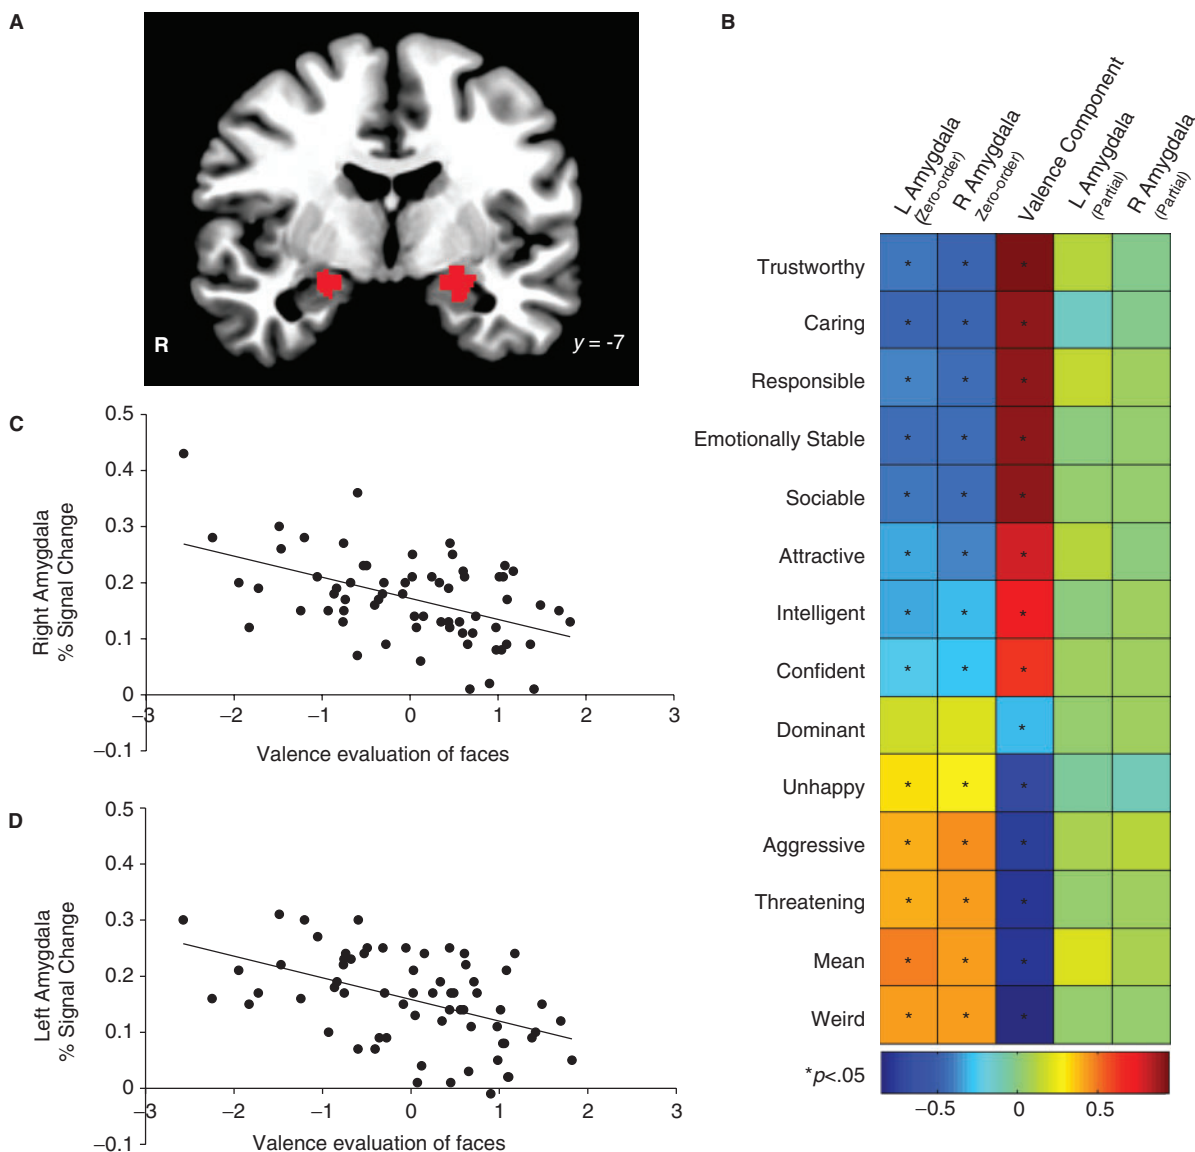 A
R
y = -7
B
L Amygdala
(Zero-order)
R Amygdala
Zero-order)
Valence Component
L Amygdala
(Partial)
R Amygdala
(Partial)
Trustworthy * * *
Caring * * *
Responsible * * *
Emotionally Stable * * *
Sociable * * *
Attractive * * *
Intelligent * * *
Confident * * *
Dominant *
Unhappy * * *
Aggressive * * *
Threatening * * *
Mean * * *
Weird * * *
*p<.05
−0.5 0 0.5
C
Right Amygdala
% Signal Change
0.5
0.4
0.3
0.2
0.1
0
−0.1
−3 −2 −1 0 1 2 3
Valence evaluation of faces
D
Left Amygdala
% Signal Change
0.5
0.4
0.3
0.2
0.1
0
−0.1
−3 −2 −1 0 1 2 3
Valence evaluation of faces